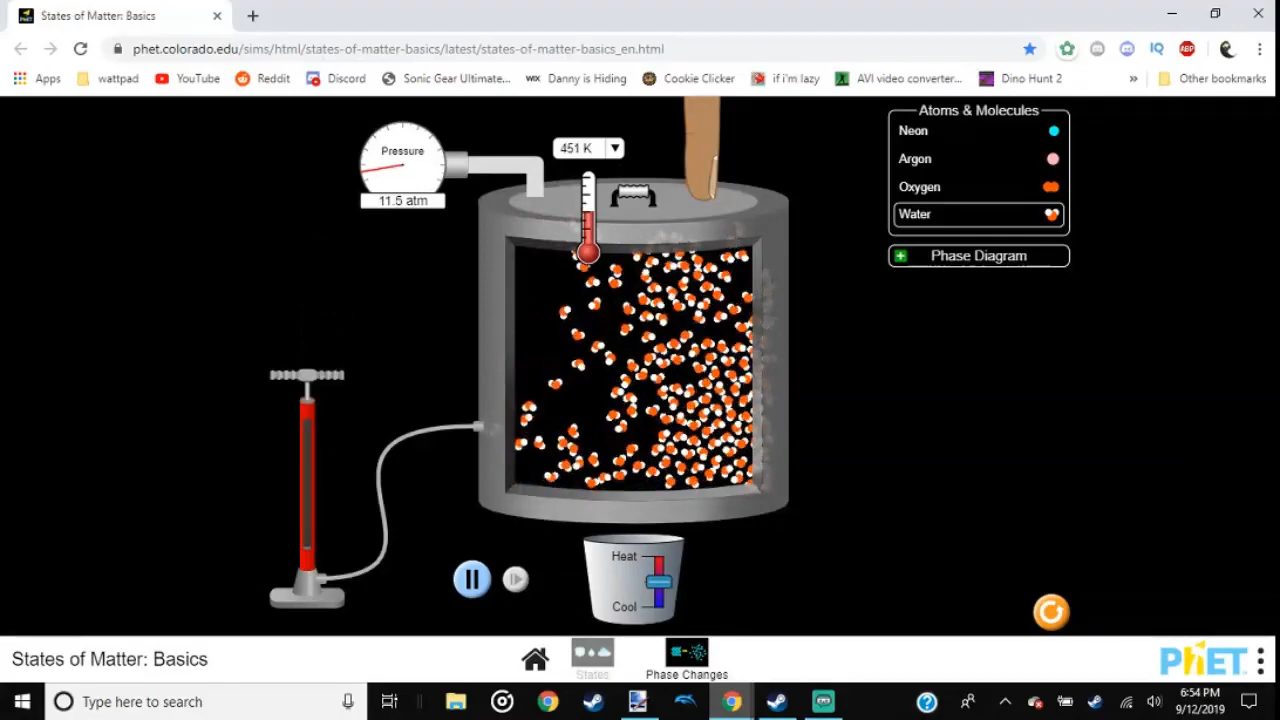 States of Matter: Basics
phet.colorado.edu/sims/html/states-of-matter-basics/latest/states-of-matter-basics_en.html
IQ
ABP
Apps
wattpad
YouTube
Reddit
Discord
Sonic Gear Ultimate...
WIX
Danny is Hiding
Cookie Clicker
if i'm lazy
AVI video converter...
Dino Hunt 2
»
Other bookmarks
Pressure
11.5 atm
451 K
Atoms & Molecules
Neon
Argon
Oxygen
Water
Phase Diagram
Heat
Cool
States of Matter: Basics
States
Phase Changes
PhET
Type here to search
6:54 PM
9/12/2019